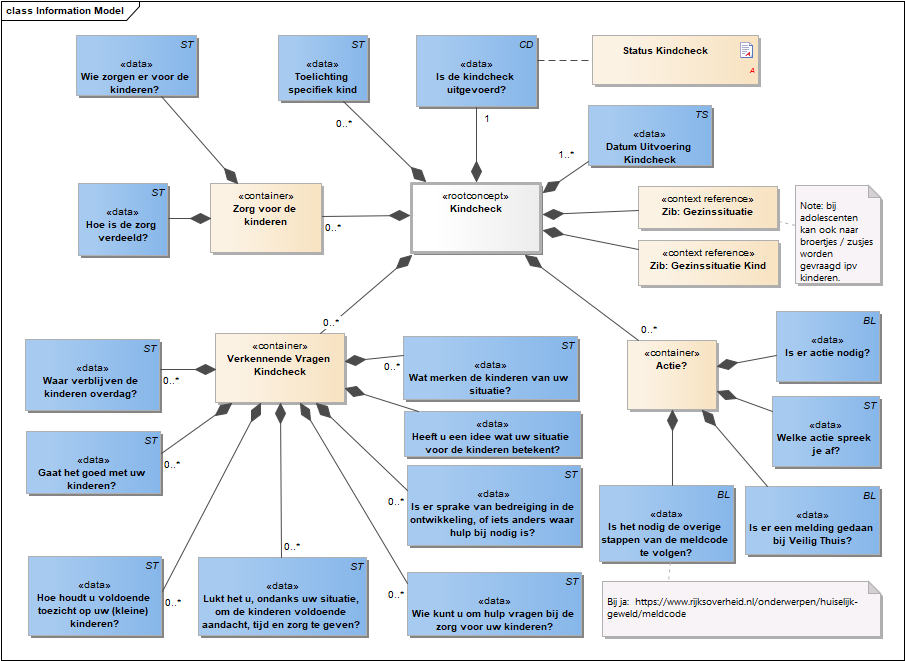 class Information Model
ST
«data»
Wie zorgen er voor de
kinderen?
ST
«data»
Toelichting
specifiek kind
CD
«data»
Is de kindcheck
uitgevoerd?
Status Kindcheck
A
0..*
1
TS
«data»
Datum Uitvoering
Kindcheck
1..*
ST
«data»
Hoe is de zorg
verdeeld?
«container»
Zorg voor de
kinderen
0..*
«rootconcept»
Kindcheck
«context reference»
Zib: Gezinssituatie
«context reference»
Zib: Gezinssituatie Kind
Note: bij
adolescenten
kan ook naar
broertjes / zusjes
worden
gevraagd ipv
kinderen.
0..*
0..*
ST
«data»
Waar verblijven de
kinderen overdag?
0..*
«container»
Verkennende Vragen
Kindcheck
ST
«data»
Wat merken de kinderen van uw
situatie?
0..*
«container»
Actie?
BL
«data»
Is er actie nodig?
«data»
Heeft u een idee wat uw situatie
voor de kinderen betekent?
ST
«data»
Welke actie spreek
je af?
ST
«data»
Gaat het goed met uw
kinderen?
0..*
ST
«data»
Is er sprake van bedreiging in de
ontwikkeling, of iets anders waar
hulp bij nodig is?
0..*
BL
«data»
Is het nodig de overige
stappen van de meldcode
te volgen?
BL
«data»
Is er een melding gedaan
bij Veilig Thuis?
ST
«data»
Hoe houdt u voldoende
toezicht op uw (kleine)
kinderen?
0..*
0..*
ST
«data»
Lukt het u, ondanks uw situatie,
om de kinderen voldoende
aandacht, tijd en zorg te geven?
0..*
ST
«data»
Wie kunt u om hulp vragen bij de
zorg voor uw kinderen?
Bij ja: https://www.rijksoverheid.nl/onderwerpen/huiselijk-
geweld/meldcode